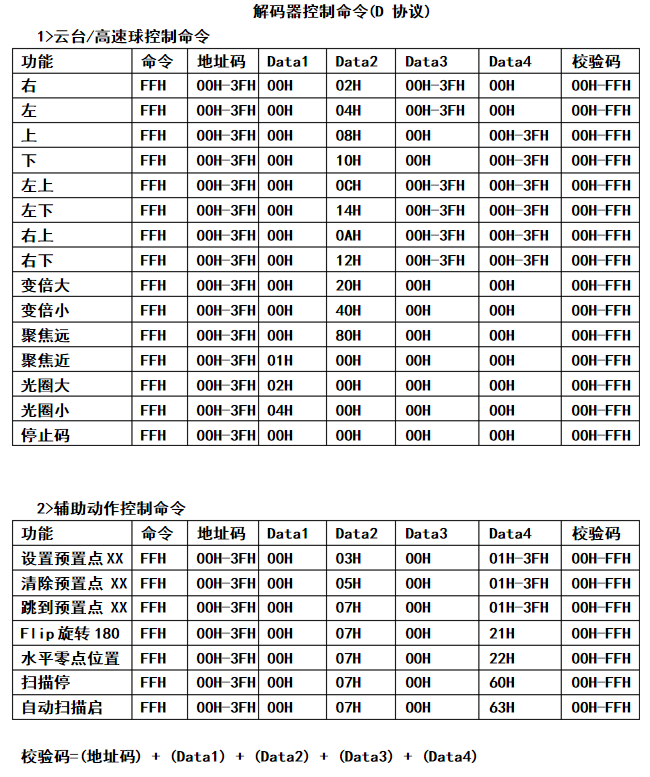 解码器控制命令(D 协议)
1>云台/高速球控制命令
功能 命令 地址码 Data1 Data2 Data3 Data4 校验码
右 FFH 00H-3FH 00H 02H 00H-3FH 00H 00H-FFH
左 FFH 00H-3FH 00H 04H 00H-3FH 00H 00H-FFH
上 FFH 00H-3FH 00H 08H 00H 00H-3FH 00H-FFH
下 FFH 00H-3FH 00H 10H 00H 00H-3FH 00H-FFH
左上 FFH 00H-3FH 00H 0CH 00H-3FH 00H-3FH 00H-FFH
左下 FFH 00H-3FH 00H 14H 00H-3FH 00H-3FH 00H-FFH
右上 FFH 00H-3FH 00H 0AH 00H-3FH 00H-3FH 00H-FFH
右下 FFH 00H-3FH 00H 12H 00H-3FH 00H-3FH 00H-FFH
变倍大 FFH 00H-3FH 00H 20H 00H 00H 00H-FFH
变倍小 FFH 00H-3FH 00H 40H 00H 00H 00H-FFH
聚焦远 FFH 00H-3FH 00H 80H 00H 00H 00H-FFH
聚焦近 FFH 00H-3FH 01H 00H 00H 00H 00H-FFH
光圈大 FFH 00H-3FH 02H 00H 00H 00H 00H-FFH
光圈小 FFH 00H-3FH 04H 00H 00H 00H 00H-FFH
停止码 FFH 00H-3FH 00H 00H 00H 00H 00H-FFH
2>辅助动作控制命令
功能 命令 地址码 Data1 Data2 Data3 Data4 校验码
设置预置点 XX FFH 00H-3FH 00H 03H 00H 01H-3FH 00H-FFH
清除预置点 XX FFH 00H-3FH 00H 05H 00H 01H-3FH 00H-FFH
跳到预置点 XX FFH 00H-3FH 00H 07H 00H 01H-3FH 00H-FFH
Flip 旋转 180 FFH 00H-3FH 00H 07H 00H 21H 00H-FFH
水平零点位置 FFH 00H-3FH 00H 07H 00H 22H 00H-FFH
扫描停 FFH 00H-3FH 00H 07H 00H 60H 00H-FFH
自动扫描启 FFH 00H-3FH 00H 07H 00H 63H 00H-FFH
校验码=(地址码) + (Data1) + (Data2) + (Data3) + (Data4)